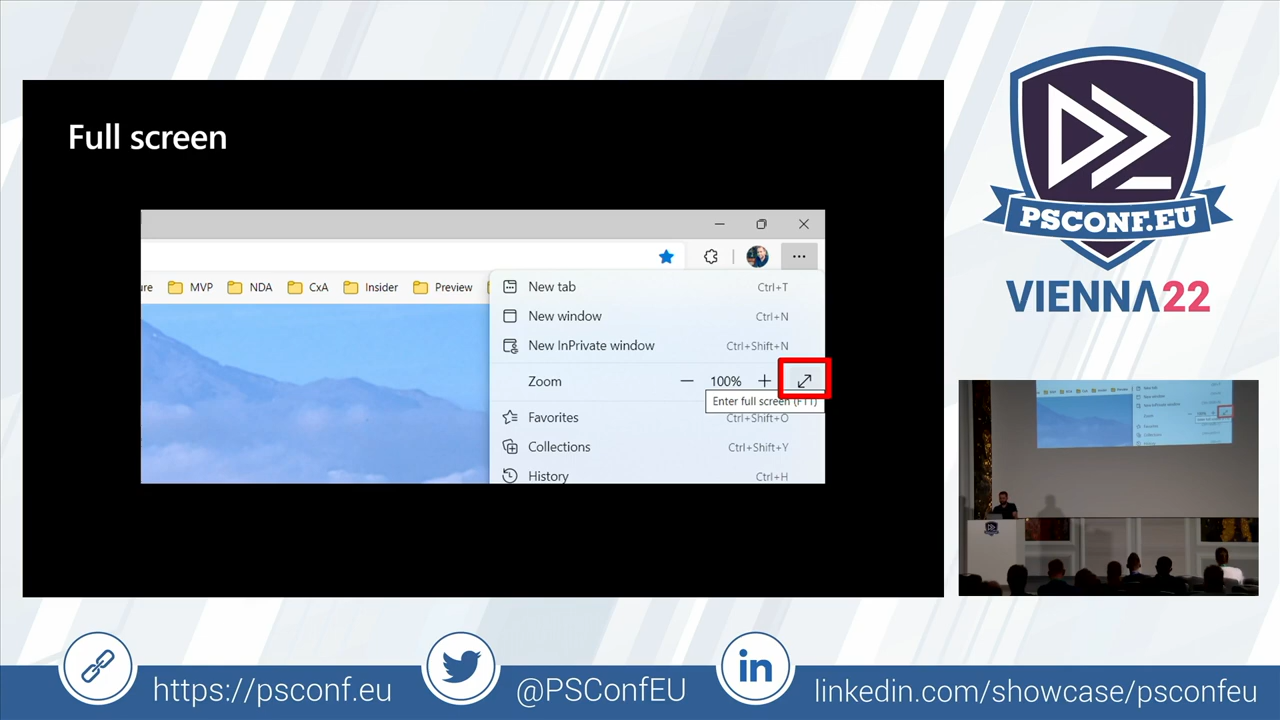 Full screen
ure MVP NDA CxA Insider Preview
New tab Ctrl+T
New window Ctrl+N
New InPrivate window Ctrl+Shift+N
Zoom 100%
Enter full screen (F11)
Favorites Ctrl+Shift+O
Collections Ctrl+Shift+Y
History Ctrl+H
PSCONF.EU
VIENNA22
https://psconf.eu
@PSConfEU
in
linkedin.com/showcase/psconfeu